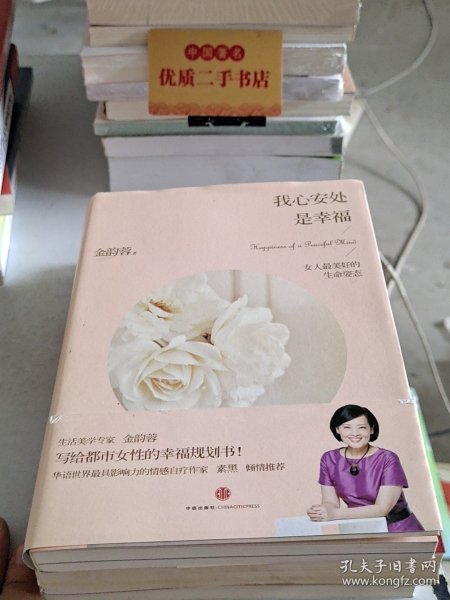 中国著名
优质二手书店
我心安处
是幸福
Happiness of a Peaceful Mind
金韵蓉 著
女人最美好的
生命姿态
生活美学专家 金韵蓉
写给都市女性的幸福规划书！
华语世界最具影响力的情感自疗作家 素黑 倾情推荐
中信出版社·CHINACITICPRESS
孔夫子旧书网
www.kongfz.com